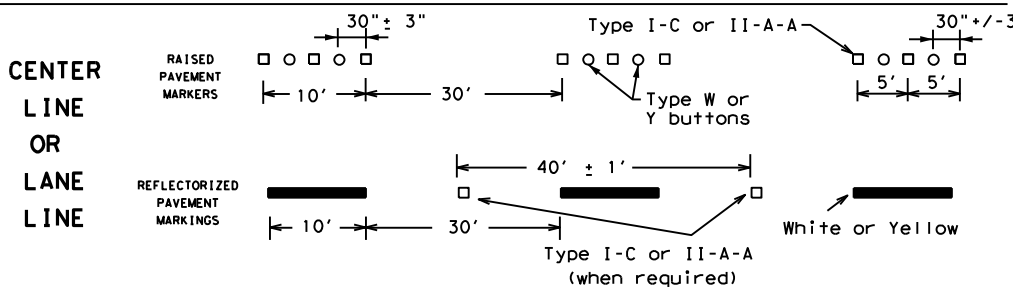 CENTER
LINE
OR
LANE
LINE
RAISED
PAVEMENT
MARKERS
30"± 3"
10'
30'
Type I-C or II-A-A
Type W or
Y buttons
30"+/-3
5'
5'
REFLECTORIZED
PAVEMENT
MARKINGS
10'
30'
40' ± 1'
Type I-C or II-A-A
(when required)
White or Yellow